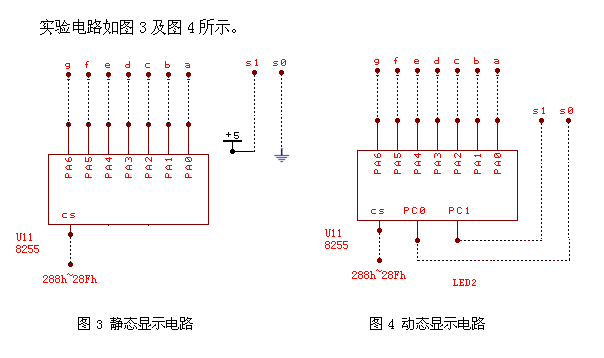 实验电路如图3及图4所示。
g f e d c b a s1 s0
+5
PA6 PA5 PA4 PA3 PA2 PA1 PA0
cs
U11
8255
288h~28Fh
图 3 静态显示电路
g f e d c b a
s1 s0
PA6 PA5 PA4 PA3 PA2 PA1 PA0
cs PC0 PC1
U11
8255
288h~28Fh
LED2
图 4 动态显示电路